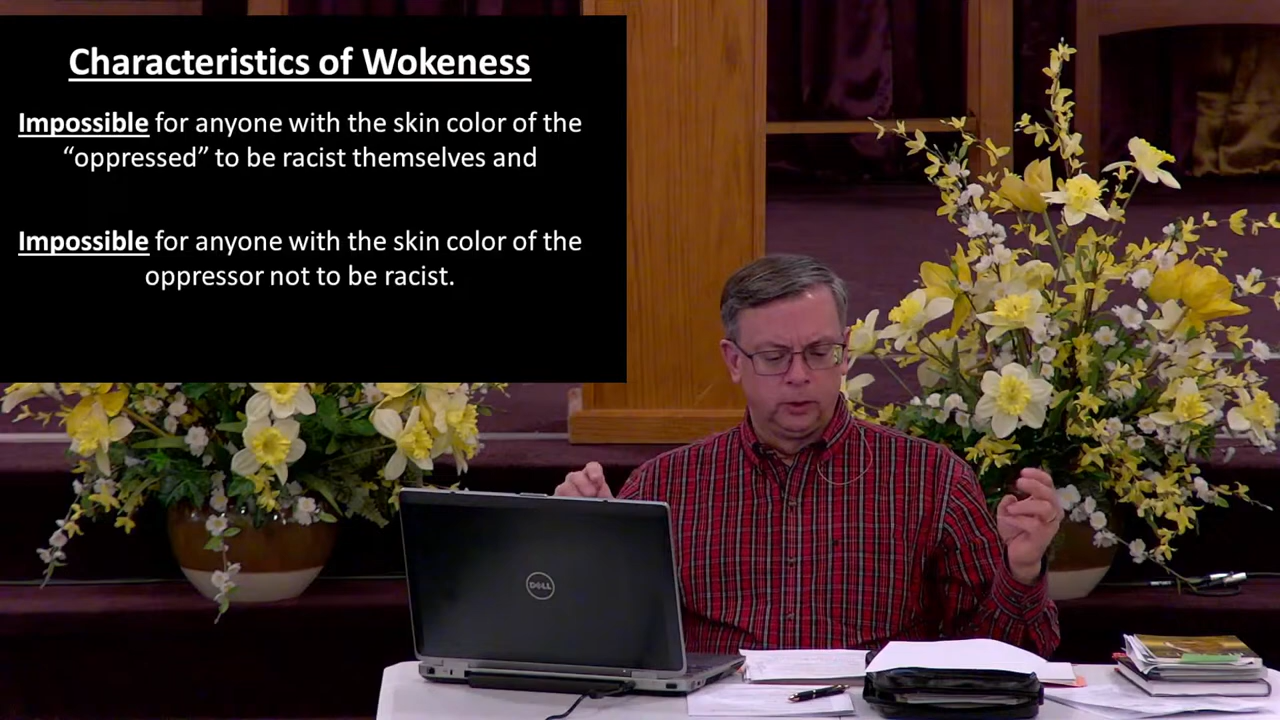 Characteristics of Wokeness
Impossible for anyone with the skin color of the
“oppressed” to be racist themselves and
Impossible for anyone with the skin color of the
oppressor not to be racist.
DELL